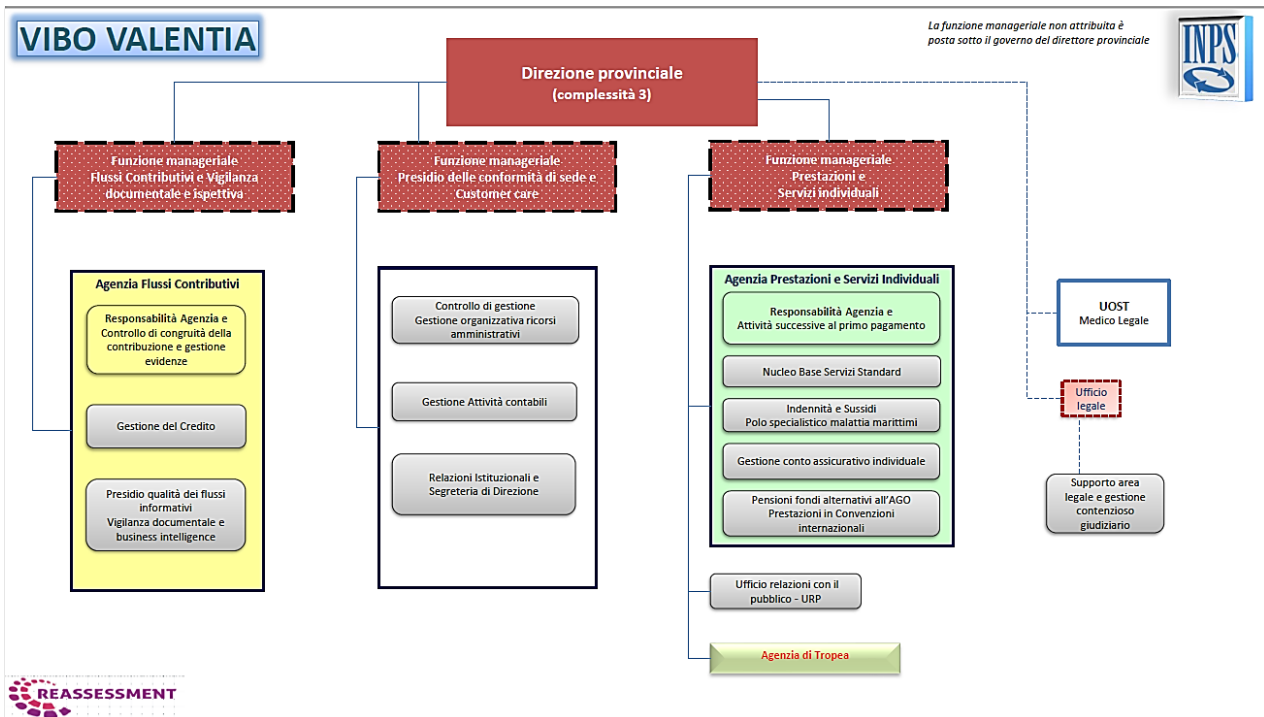 VIBO VALENTIA
La funzione manageriale non attribuita è
posta sotto il governo del direttore provinciale
INPS
Direzione provinciale
(complessità 3)
Funzione manageriale
Flussi Contributivi e Vigilanza
documentale e ispettiva
Funzione manageriale
Presidio delle conformità di sede e
Customer care
Funzione manageriale
Prestazioni e
Servizi individuali
Agenzia Flussi Contributivi
Responsabilità Agenzia e
Controllo di congruità della
contribuzione e gestione
evidenze
Gestione del Credito
Presidio qualità dei flussi
informativi
Vigilanza documentale e
business intelligence
Controllo di gestione
Gestione organizzativa ricorsi
amministrativi
Gestione Attività contabili
Relazioni Istituzionali e
Segreteria di Direzione
Agenzia Prestazioni e Servizi Individuali
Responsabilità Agenzia e
Attività successive al primo pagamento
Nucleo Base Servizi Standard
Indennità e Sussidi
Polo specialistico malattia marittimi
Gestione conto assicurativo individuale
Pensioni fondi alternativi all'AGO
Prestazioni in Convenzioni
internazionali
Ufficio relazioni con il
pubblico - URP
Agenzia di Tropea
UOST
Medico Legale
Ufficio
legale
Supporto area
legale e gestione
contenzioso
giudiziario
REASSESSMENT